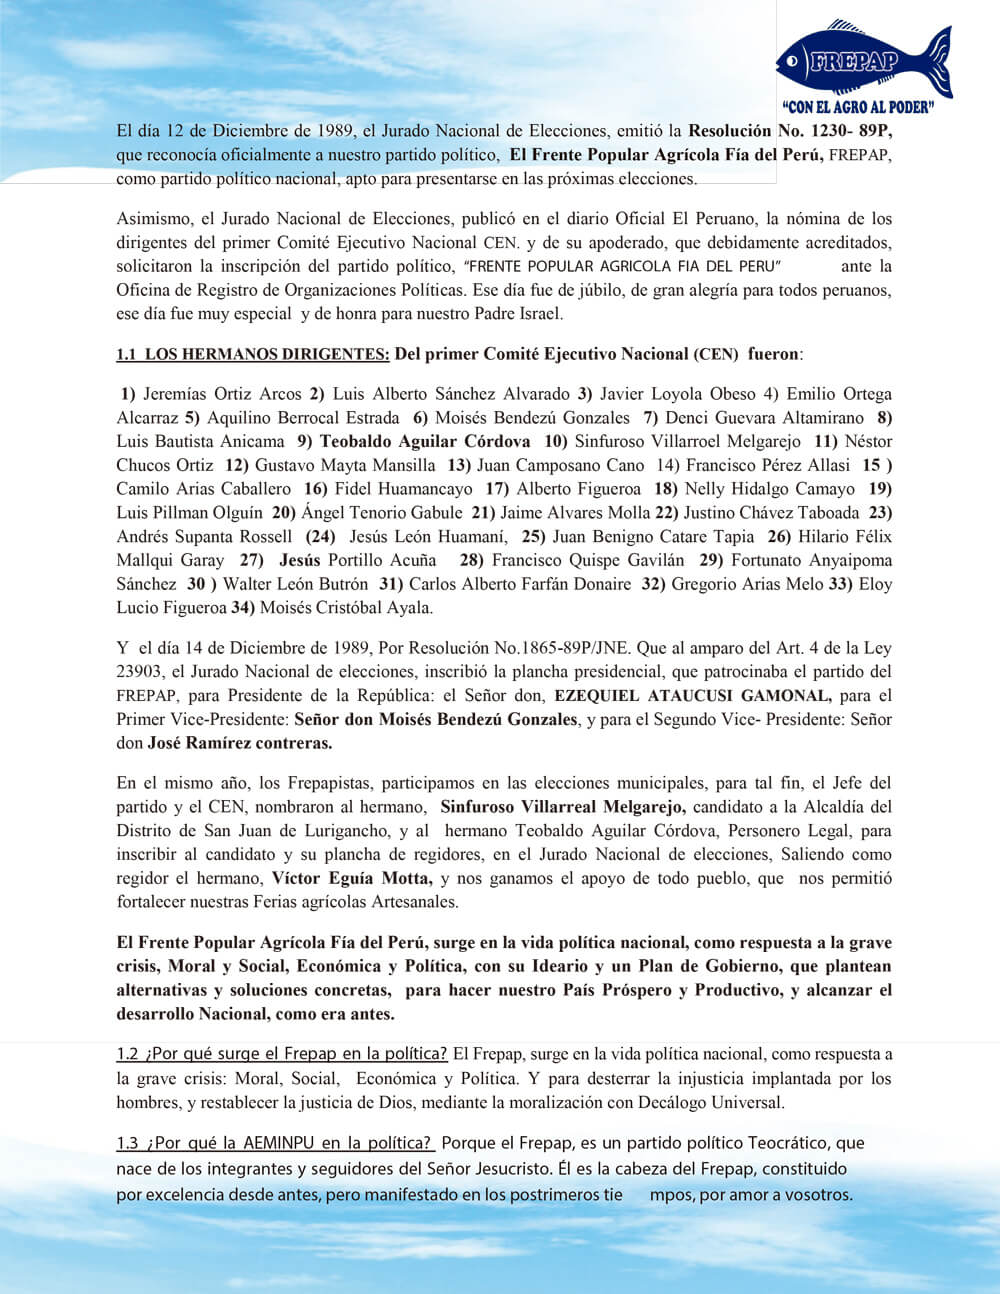 FREPAP
“CON EL AGRO AL PODER”
El día 12 de Diciembre de 1989, el Jurado Nacional de Elecciones, emitió la Resolución No. 1230- 89P,
que reconocía oficialmente a nuestro partido político, El Frente Popular Agrícola Fía del Perú, FREPAP,
como partido político nacional, apto para presentarse en las próximas elecciones.
Asimismo, el Jurado Nacional de Elecciones, publicó en el diario Oficial El Peruano, la nómina de los
dirigentes del primer Comité Ejecutivo Nacional CEN. y de su apoderado, que debidamente acreditados,
solicitaron la inscripción del partido político, “FRENTE POPULAR AGRICOLA FIA DEL PERU” ante la
Oficina de Registro de Organizaciones Políticas. Ese día fue de júbilo, de gran alegría para todos peruanos,
ese día fue muy especial y de honra para nuestro Padre Israel.
1.1 LOS HERMANOS DIRIGENTES: Del primer Comité Ejecutivo Nacional (CEN) fueron:
1) Jeremías Ortiz Arcos 2) Luis Alberto Sánchez Alvarado 3) Javier Loyola Obeso 4) Emilio Ortega
Alcarraz 5) Aquilino Berrocal Estrada 6) Moisés Bendezú Gonzales 7) Denci Guevara Altamirano 8)
Luis Bautista Anicama 9) Teobaldo Aguilar Córdova 10) Sinfuroso Villarroel Melgarejo 11) Néstor
Chucos Ortiz 12) Gustavo Mayta Mansilla 13) Juan Camposano Cano 14) Francisco Pérez Allasi 15 )
Camilo Arias Caballero 16) Fidel Huamancayo 17) Alberto Figueroa 18) Nelly Hidalgo Camayo 19)
Luis Pillman Olguín 20) Ángel Tenorio Gabule 21) Jaime Alvares Molla 22) Justino Chávez Taboada 23)
Andrés Supanta Rossell (24) Jesús León Huamaní, 25) Juan Benigno Catare Tapia 26) Hilario Félix
Mallqui Garay 27) Jesús Portillo Acuña 28) Francisco Quispe Gavilán 29) Fortunato Anyaipoma
Sánchez 30 ) Walter León Butrón 31) Carlos Alberto Farfán Donaire 32) Gregorio Arias Melo 33) Eloy
Lucio Figueroa 34) Moisés Cristóbal Ayala.
Y el día 14 de Diciembre de 1989, Por Resolución No.1865-89P/JNE. Que al amparo del Art. 4 de la Ley
23903, el Jurado Nacional de elecciones, inscribió la plancha presidencial, que patrocinaba el partido del
FREPAP, para Presidente de la República: el Señor don, EZEQUIEL ATAUCUSI GAMONAL, para el
Primer Vice-Presidente: Señor don Moisés Bendezú Gonzales, y para el Segundo Vice- Presidente: Señor
don José Ramírez contreras.
En el mismo año, los Frepapistas, participamos en las elecciones municipales, para tal fin, el Jefe del
partido y el CEN, nombraron al hermano, Sinfuroso Villarreal Melgarejo, candidato a la Alcaldía del
Distrito de San Juan de Lurigancho, y al hermano Teobaldo Aguilar Córdova, Personero Legal, para
inscribir al candidato y su plancha de regidores, en el Jurado Nacional de elecciones, Saliendo como
regidor el hermano, Víctor Eguía Motta, y nos ganamos el apoyo de todo pueblo, que nos permitió
fortalecer nuestras Ferias agrícolas Artesanales.
El Frente Popular Agrícola Fía del Perú, surge en la vida política nacional, como respuesta a la grave
crisis, Moral y Social, Económica y Política, con su Ideario y un Plan de Gobierno, que plantean
alternativas y soluciones concretas, para hacer nuestro País Próspero y Productivo, y alcanzar el
desarrollo Nacional, como era antes.
1.2 ¿Por qué surge el Frepap en la política? El Frepap, surge en la vida política nacional, como respuesta a
la grave crisis: Moral, Social, Económica y Política. Y para desterrar la injusticia implantada por los
hombres, y restablecer la justicia de Dios, mediante la moralización con Decálogo Universal.
1.3 ¿Por qué la AEMINPU en la política? Porque el Frepap, es un partido político Teocrático, que
nace de los integrantes y seguidores del Señor Jesucristo. Él es la cabeza del Frepap, constituido
por excelencia desde antes, pero manifestado en los postrimeros tie mpos, por amor a vosotros.